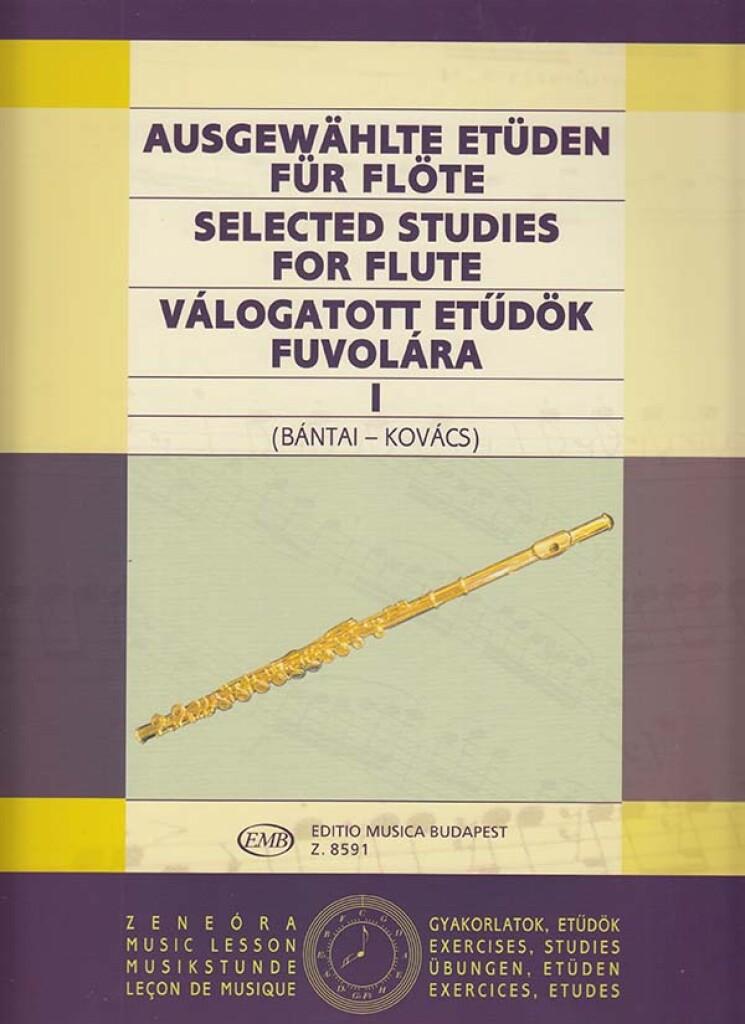 AUSGEWÄHLTE ETÜDEN
FÜR FLÖTE
SELECTED STUDIES
FOR FLUTE
VÁLOGATOTT ETŰDÖK
FUVOLÁRA
I
(BÁNTAI – KOVÁCS)
EMB
EDITIO MUSICA BUDAPEST
Z. 8591
ZENEÓRA
MUSIC LESSON
MUSIKSTUNDE
LEÇON DE MUSIQUE
GYAKORLATOK, ETŰDÖK
EXERCISES, STUDIES
ÜBUNGEN, ETÜDEN
EXERCICES, ETUDES